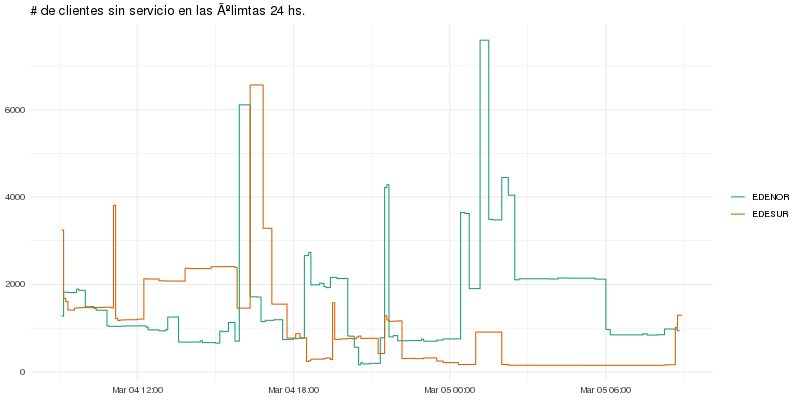 # de clientes sin servicio en las Ãºlimtas 24 hs.
6000
4000
2000
0
Mar 04 12:00
Mar 04 18:00
Mar 05 00:00
Mar 05 06:00
EDENOR
EDESUR